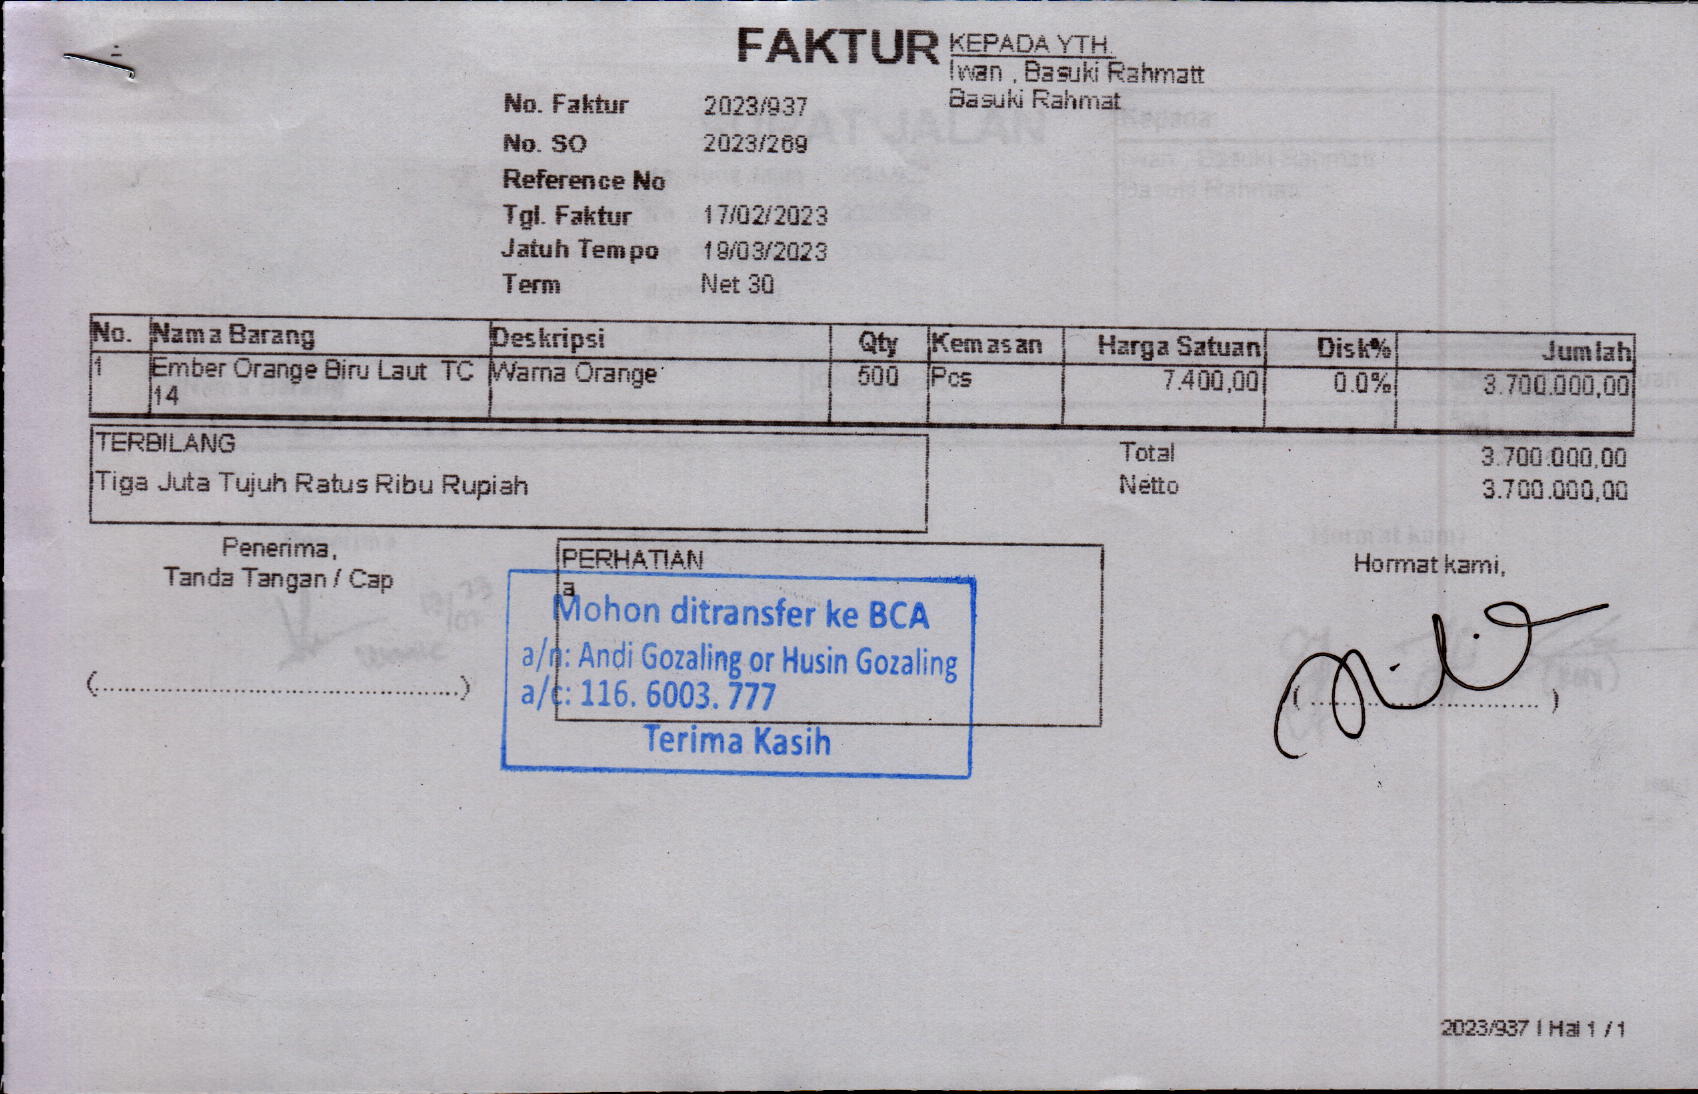 FAKTUR
KEPADA YTH.
Iwan , Basuki Rahmatt
Basuki Rahmat
No. Faktur 2023/937
No. SO 2023/269
Reference No
Tgl. Faktur 17/02/2023
Jatuh Tempo 19/03/2023
Term Net 30
No. Nama Barang Deskripsi Qty Kemasan Harga Satuan Disk% Jumlah
1 Ember Orange Biru Laut TC Warna Orange 500 Pcs 7.400,00 0.0% 3.700.000,00
14
TERBILANG
Tiga Juta Tujuh Ratus Ribu Rupiah
Total 3.700.000,00
Netto 3.700.000,00
Penerima,
Tanda Tangan / Cap
(................................................)
PERHATIAN
a
Mohon ditransfer ke BCA
a/n: Andi Gozaling or Husin Gozaling
a/c: 116. 6003. 777
Terima Kasih
Hormat kami,
(................................)
2023/937 | Hal 1 / 1